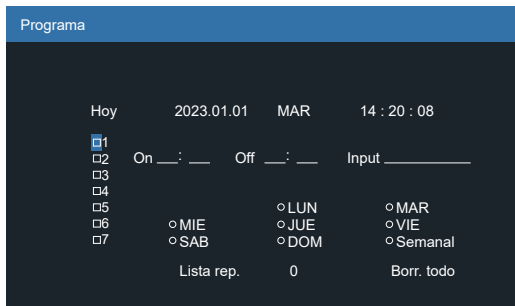 Programa
Hoy 2023.01.01 MAR 14 : 20 : 08
1
2 On __ : __ Off __ : __ Input ________
3
4
5 LUN MAR
6 MIE JUE VIE
7 SAB DOM Semanal
Lista rep. 0 Borr. todo